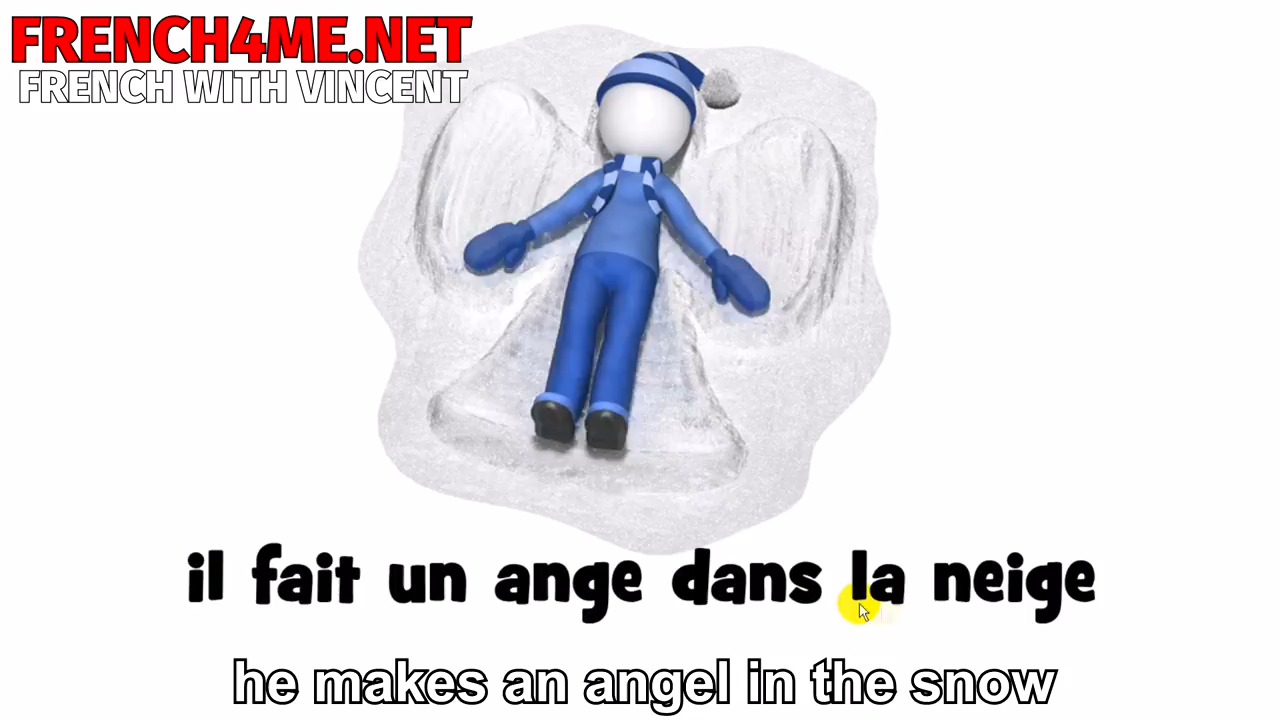 FRENCH4ME.NET
FRENCH WITH VINCENT
il fait un ange dans la neige
he makes an angel in the snow